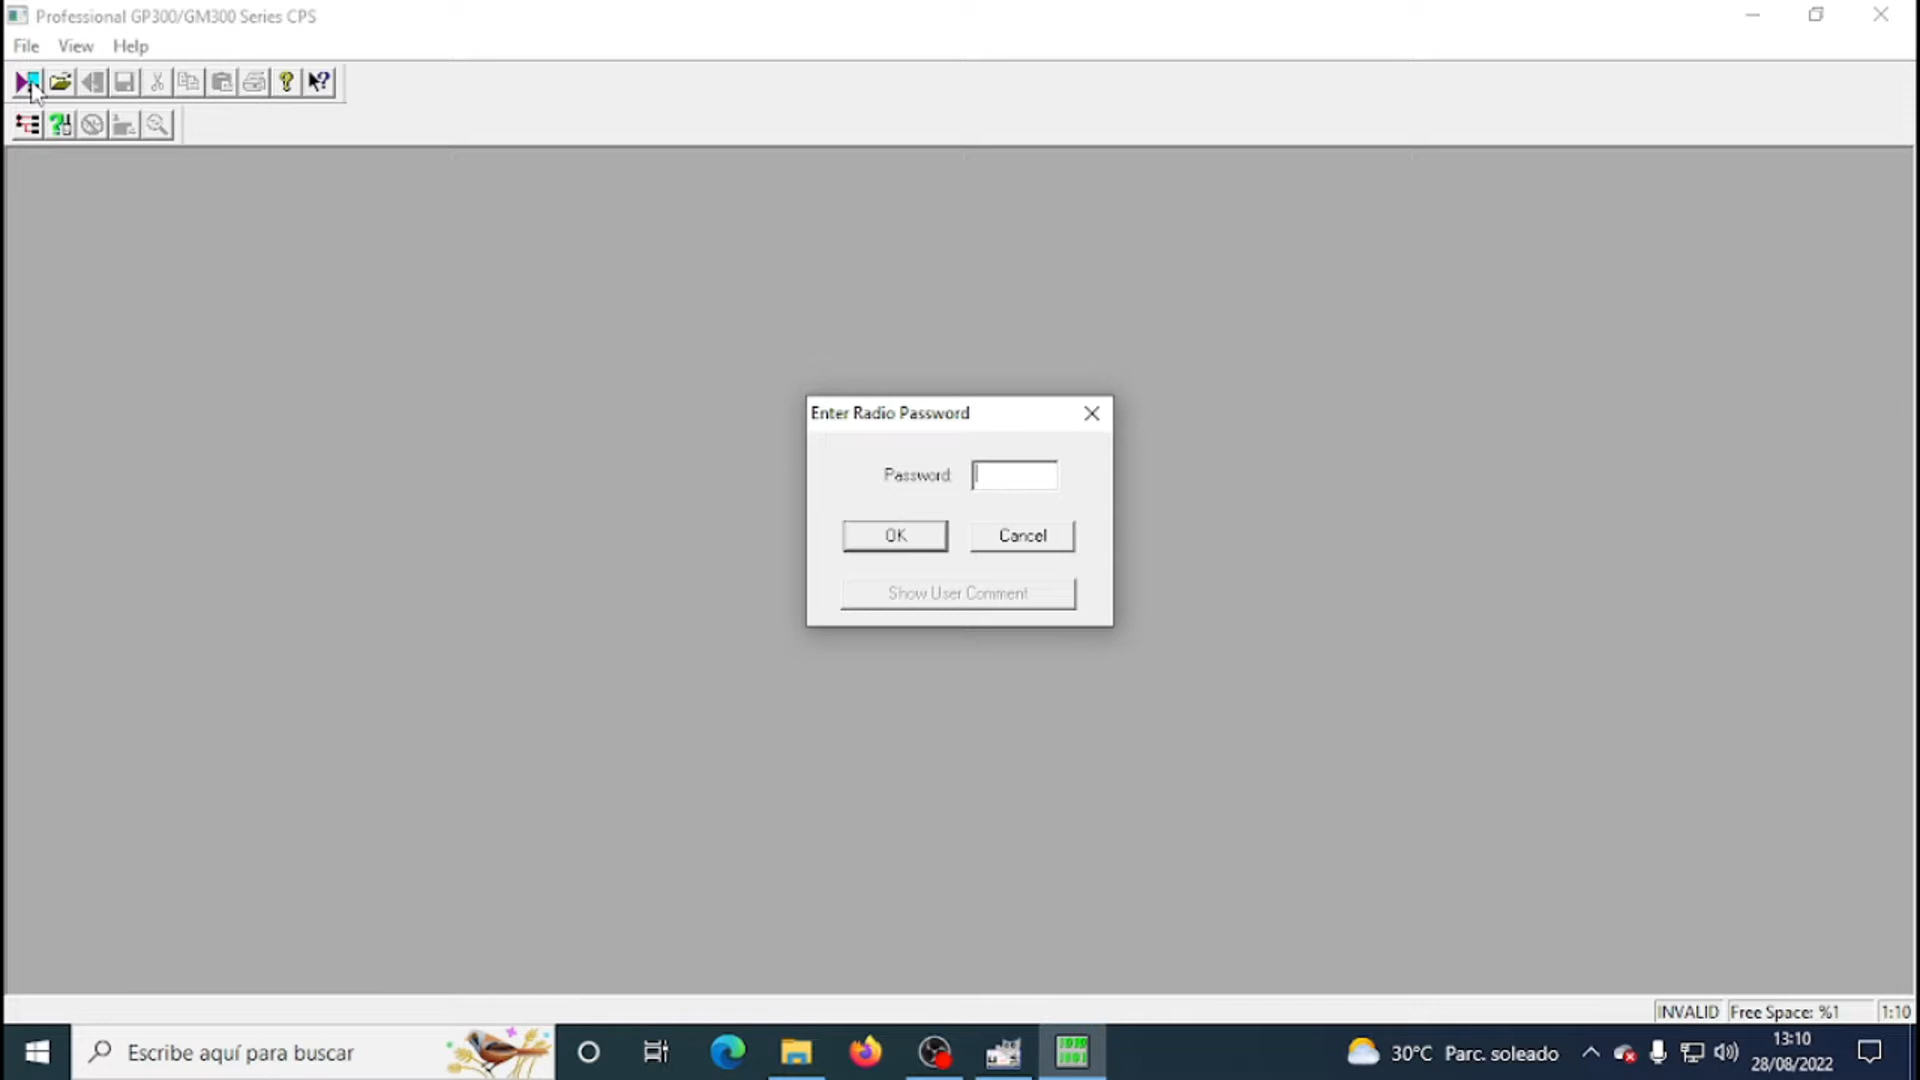 Professional GP300/GM300 Series CPS
File View Help
Enter Radio Password
Password:
OK Cancel
Show User Comment
INVALID Free Space: %1 1:10
Escribe aquí para buscar
30°C Parc. soleado
13:10
28/08/2022